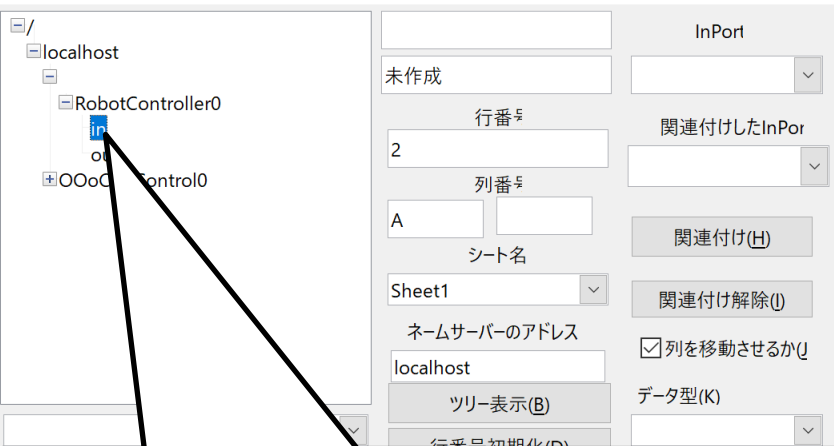 /
localhost
RobotController0
in
未作成
行番号
2
列番号
A
シート名
Sheet1
ネームサーバーのアドレス
localhost
ツリー表示(B)
InPort
関連付けしたInPor
関連付け(H)
関連付け解除(I)
列を移動させるか(J
データ型(K)